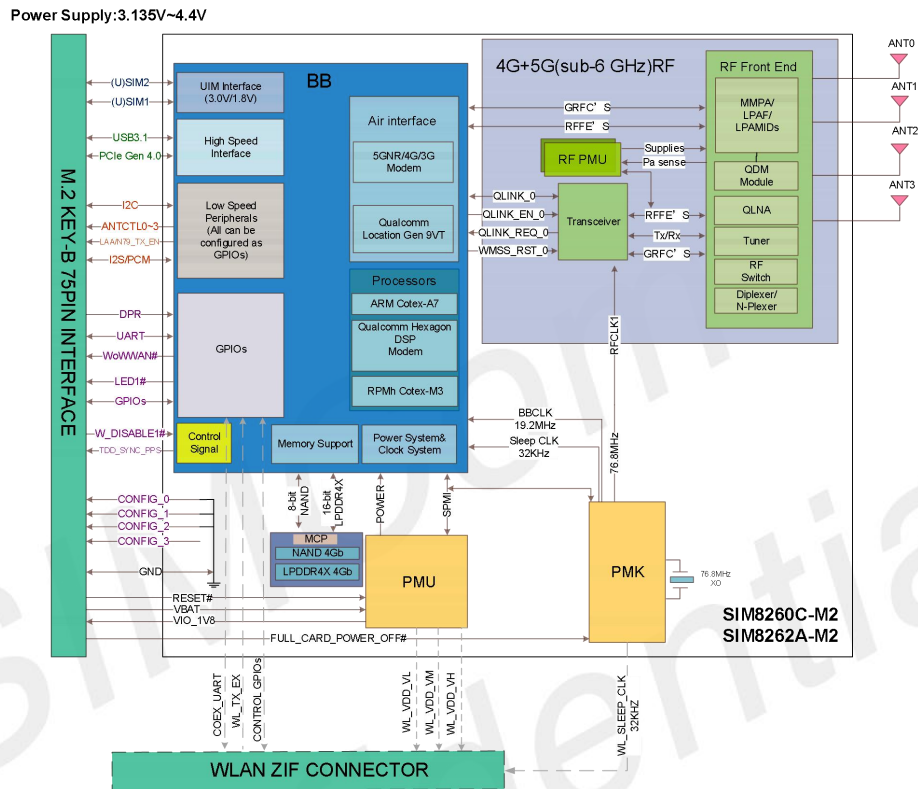 Power Supply:3.135V~4.4V
M.2 KEY-B 75PIN INTERFACE
(U)SIM2
(U)SIM1
USB3.1
PCIe Gen 4.0
I2C
ANTCTL0~3
LAA/N79_TX_EN
I2S/PCM
DPR
UART
WoWWAN#
LED1#
GPIOs
W_DISABLE1#
TDD_SYNC_PPS
CONFIG_0
CONFIG_1
CONFIG_2
CONFIG_3
GND
RESET#
VBAT
VIO_1V8
FULL_CARD_POWER_OFF#
BB
UIM Interface
(3.0V/1.8V)
High Speed
Interface
Low Speed
Peripherals
(All can be
configured as
GPIOs)
GPIOs
Control
Signal
Air interface
5GNR/4G/3G
Modem
Qualcomm
Location Gen 9VT
Processors
ARM Cotex-A7
Qualcomm Hexagon
DSP
Modem
RPMh Cotex-M3
Memory Support
Power System&
Clock System
8-bit
NAND
16-bit
LPDDR4X
POWER
SPMI
MCP
NAND 4Gb
LPDDR4X 4Gb
PMU
PMK
76.8MHz
XO
4G+5G(sub-6 GHz)RF
GRFC'S
RFFE'S
RF PMU
Supplies
Pa sense
QLINK_0
QLINK_EN_0
QLINK_REQ_0
WMSS_RST_0
Transceiver
RFFE'S
Tx/Rx
GRFC'S
RF Front End
MMPA/
LPAF/
LPAMIDs
QDM
Module
QLNA
Tuner
RF
Switch
Diplexer/
N-Plexer
ANT0
ANT1
ANT2
ANT3
RFCLK1
76.8MHz
BBCLK
19.2MHz
Sleep CLK
32KHz
SIM8260C-M2
SIM8262A-M2
COEX_UART
WL_TX_EX
CONTROL GPIOs
WL_VDD_VL
WL_VDD_VM
WL_VDD_VH
WL_SLEEP_CLK
32KHZ
WLAN ZIF CONNECTOR